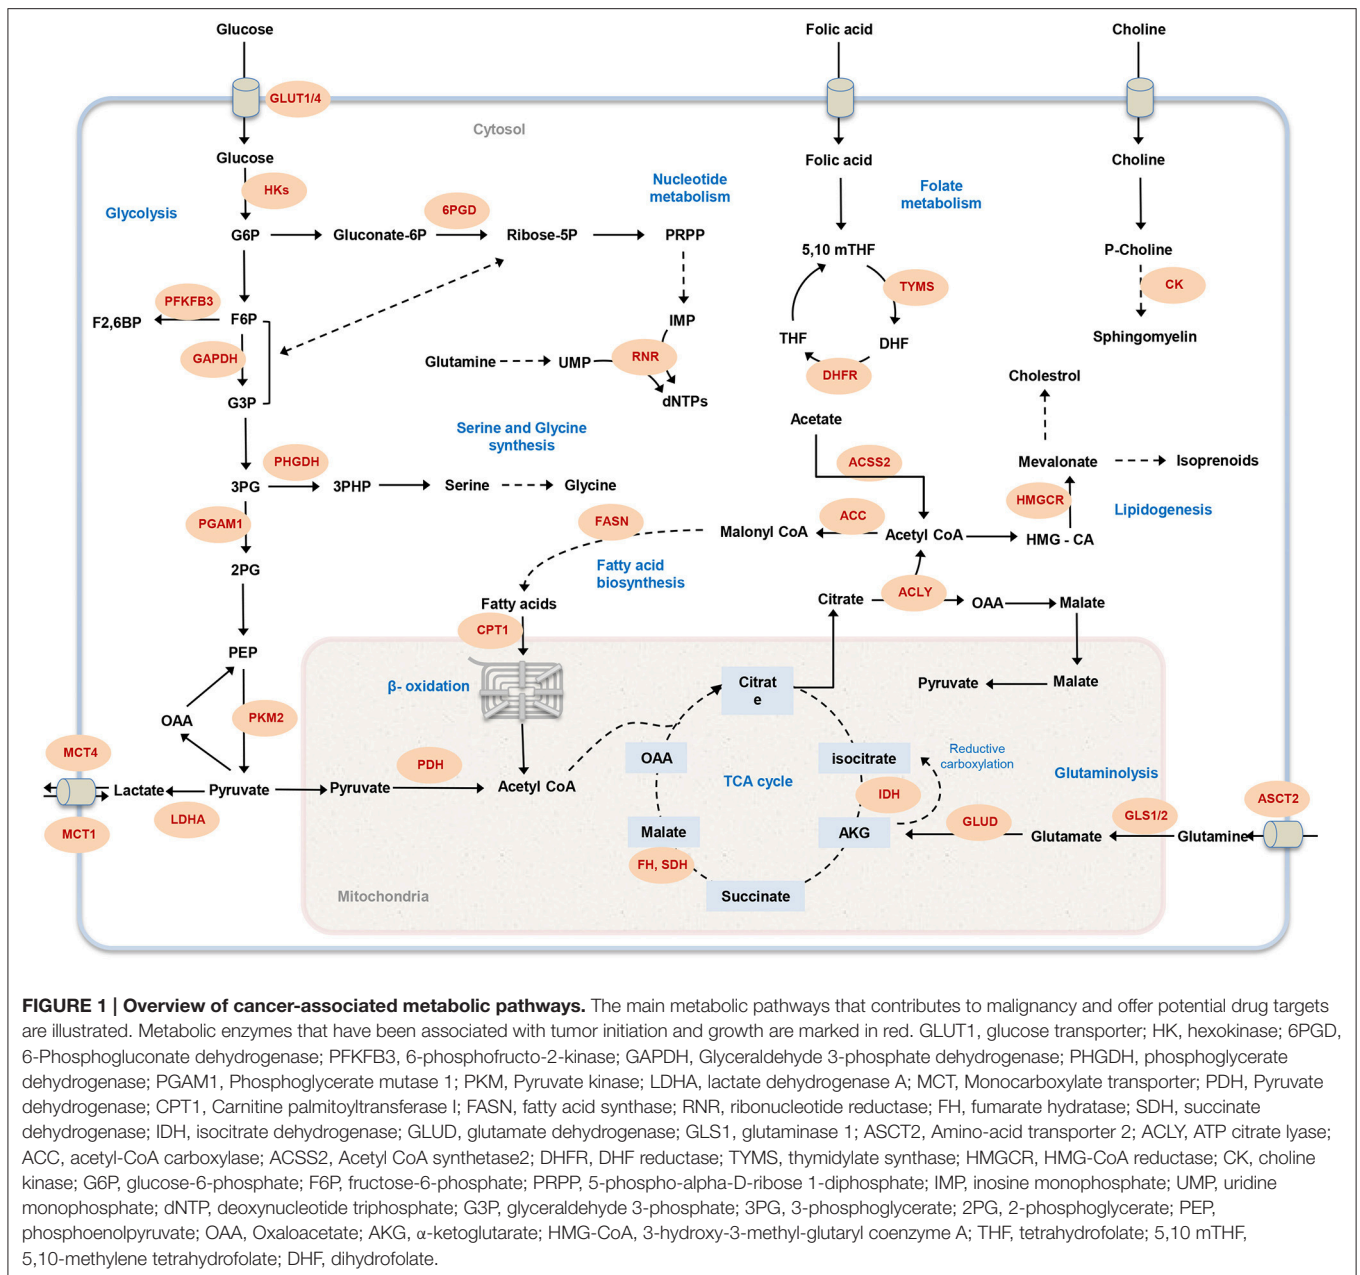 Glucose
Folic acid
Choline
GLUT1/4
Cytosol
Glucose
Folic acid
Choline
HKs
Nucleotide
metabolism
Folate
metabolism
Glycolysis
6PGD
G6P
Gluconate-6P
Ribose-5P
PRPP
5,10 mTHF
P-Choline
TYMS
CK
PFKFB3
F2,6BP
F6P
IMP
THF
DHF
Sphingomyelin
GAPDH
Glutamine
UMP
RNR
DHFR
Cholestrol
G3P
dNTPs
Acetate
Serine and Glycine
synthesis
PHGDH
ACSS2
Mevalonate
Isoprenoids
3PG
3PHP
Serine
Glycine
HMGCR
Lipidogenesis
PGAM1
FASN
ACC
Malonyl CoA
Acetyl CoA
HMG - CA
2PG
Fatty acid
biosynthesis
ACLY
Fatty acids
Citrate
OAA
Malate
CPT1
PEP
β- oxidation
Citrat
e
Pyruvate
Malate
OAA
PKM2
MCT4
PDH
OAA
TCA cycle
isocitrate
Reductive
carboxylation
Glutaminolysis
Lactate
Pyruvate
Pyruvate
Acetyl CoA
IDH
ASCT2
MCT1
LDHA
Malate
AKG
GLUD
Glutamate
GLS1/2
Glutamine
FH, SDH
Mitochondria
Succinate
FIGURE 1 | Overview of cancer-associated metabolic pathways. The main metabolic pathways that contributes to malignancy and offer potential drug targets
are illustrated. Metabolic enzymes that have been associated with tumor initiation and growth are marked in red. GLUT1, glucose transporter; HK, hexokinase; 6PGD,
6-Phosphogluconate dehydrogenase; PFKFB3, 6-phosphofructo-2-kinase; GAPDH, Glyceraldehyde 3-phosphate dehydrogenase; PHGDH, phosphoglycerate
dehydrogenase; PGAM1, Phosphoglycerate mutase 1; PKM, Pyruvate kinase; LDHA, lactate dehydrogenase A; MCT, Monocarboxylate transporter; PDH, Pyruvate
dehydrogenase; CPT1, Carnitine palmitoyltransferase I; FASN, fatty acid synthase; RNR, ribonucleotide reductase; FH, fumarate hydratase; SDH, succinate
dehydrogenase; IDH, isocitrate dehydrogenase; GLUD, glutamate dehydrogenase; GLS1, glutaminase 1; ASCT2, Amino-acid transporter 2; ACLY, ATP citrate lyase;
ACC, acetyl-CoA carboxylase; ACSS2, Acetyl CoA synthetase2; DHFR, DHF reductase; TYMS, thymidylate synthase; HMGCR, HMG-CoA reductase; CK, choline
kinase; G6P, glucose-6-phosphate; F6P, fructose-6-phosphate; PRPP, 5-phospho-alpha-D-ribose 1-diphosphate; IMP, inosine monophosphate; UMP, uridine
monophosphate; dNTP, deoxynucleotide triphosphate; G3P, glyceraldehyde 3-phosphate; 3PG, 3-phosphoglycerate; 2PG, 2-phosphoglycerate; PEP,
phosphoenolpyruvate; OAA, Oxaloacetate; AKG, α-ketoglutarate; HMG-CoA, 3-hydroxy-3-methyl-glutaryl coenzyme A; THF, tetrahydrofolate; 5,10 mTHF,
5,10-methylene tetrahydrofolate; DHF, dihydrofolate.